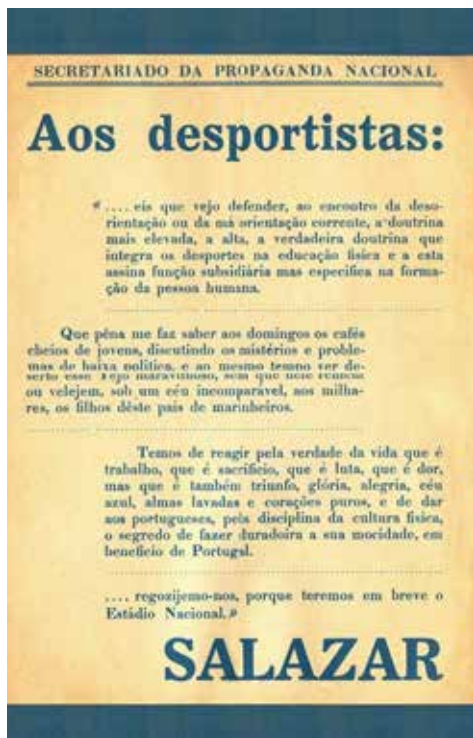 SECRETARIADO DA PROPAGANDA NACIONAL
Aos desportistas:
«.... eis que vejo defender, ao encontro da deso-
rientação ou da má orientação corrente, a doutrina
mais elevada, a alta, a verdadeira doutrina que
integra os desportes na educação física e a esta
assina função subsidiária mas especifica na forma-
ção da pessoa humana.
Que pêna me faz saber aos domingos os cafés
cheios de jovens, discutindo os mistérios e proble-
mas de baixa política, e ao mesmo tempo ver de-
serto esse Tejo maravilhoso, sem que nele remem
ou velejem, sob um céu incomparável, aos milha-
res, os filhos dêste país de marinheiros.
Temos de reagir pela verdade da vida que é
trabalho, que é sacrifício, que é luta, que é dor,
mas que é também triunfo, glória, alegria, céu
azul, almas lavadas e corações puros, e de dar
aos portugueses, pela disciplina da cultura física,
o segredo de fazer duradoira a sua mocidade, em
benefício de Portugal.
.... regozijemo-nos, porque teremos em breve o
Estádio Nacional.»
SALAZAR